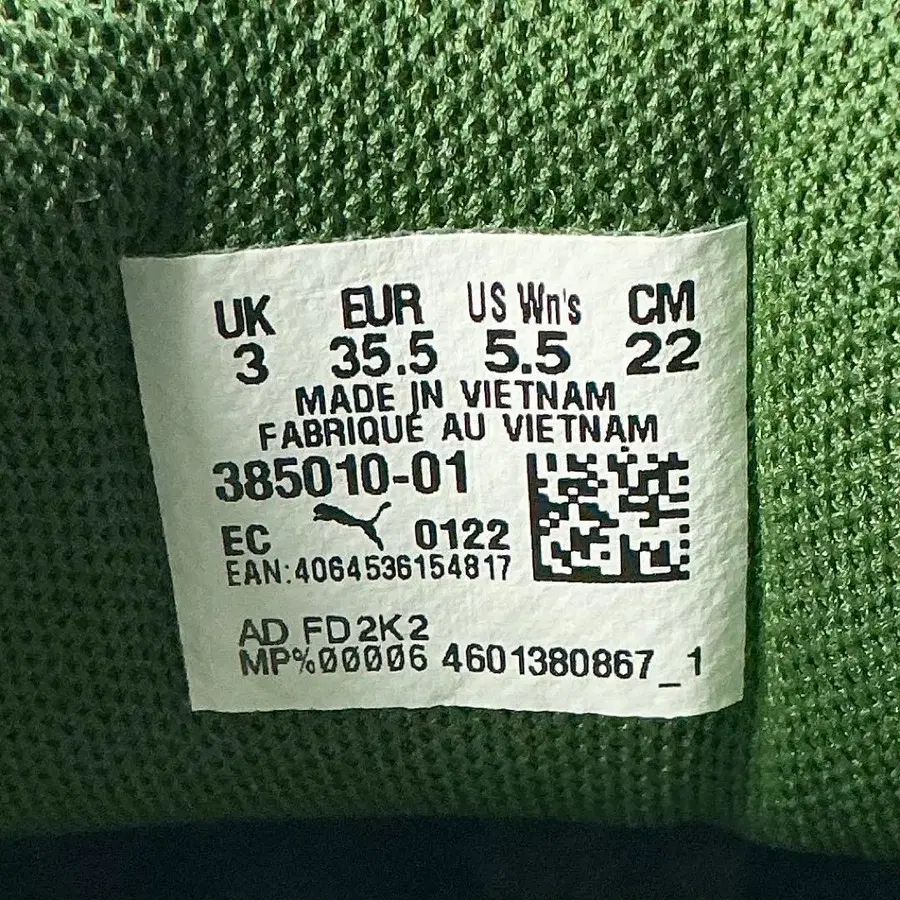 UK EUR US Wn's CM
3 35.5 5.5 22
MADE IN VIETNAM
FABRIQUE AU VIETNAM
385010-01
EC 0122
EAN:4064536154817
AD FD2K2
MP%00006 4601380867_1